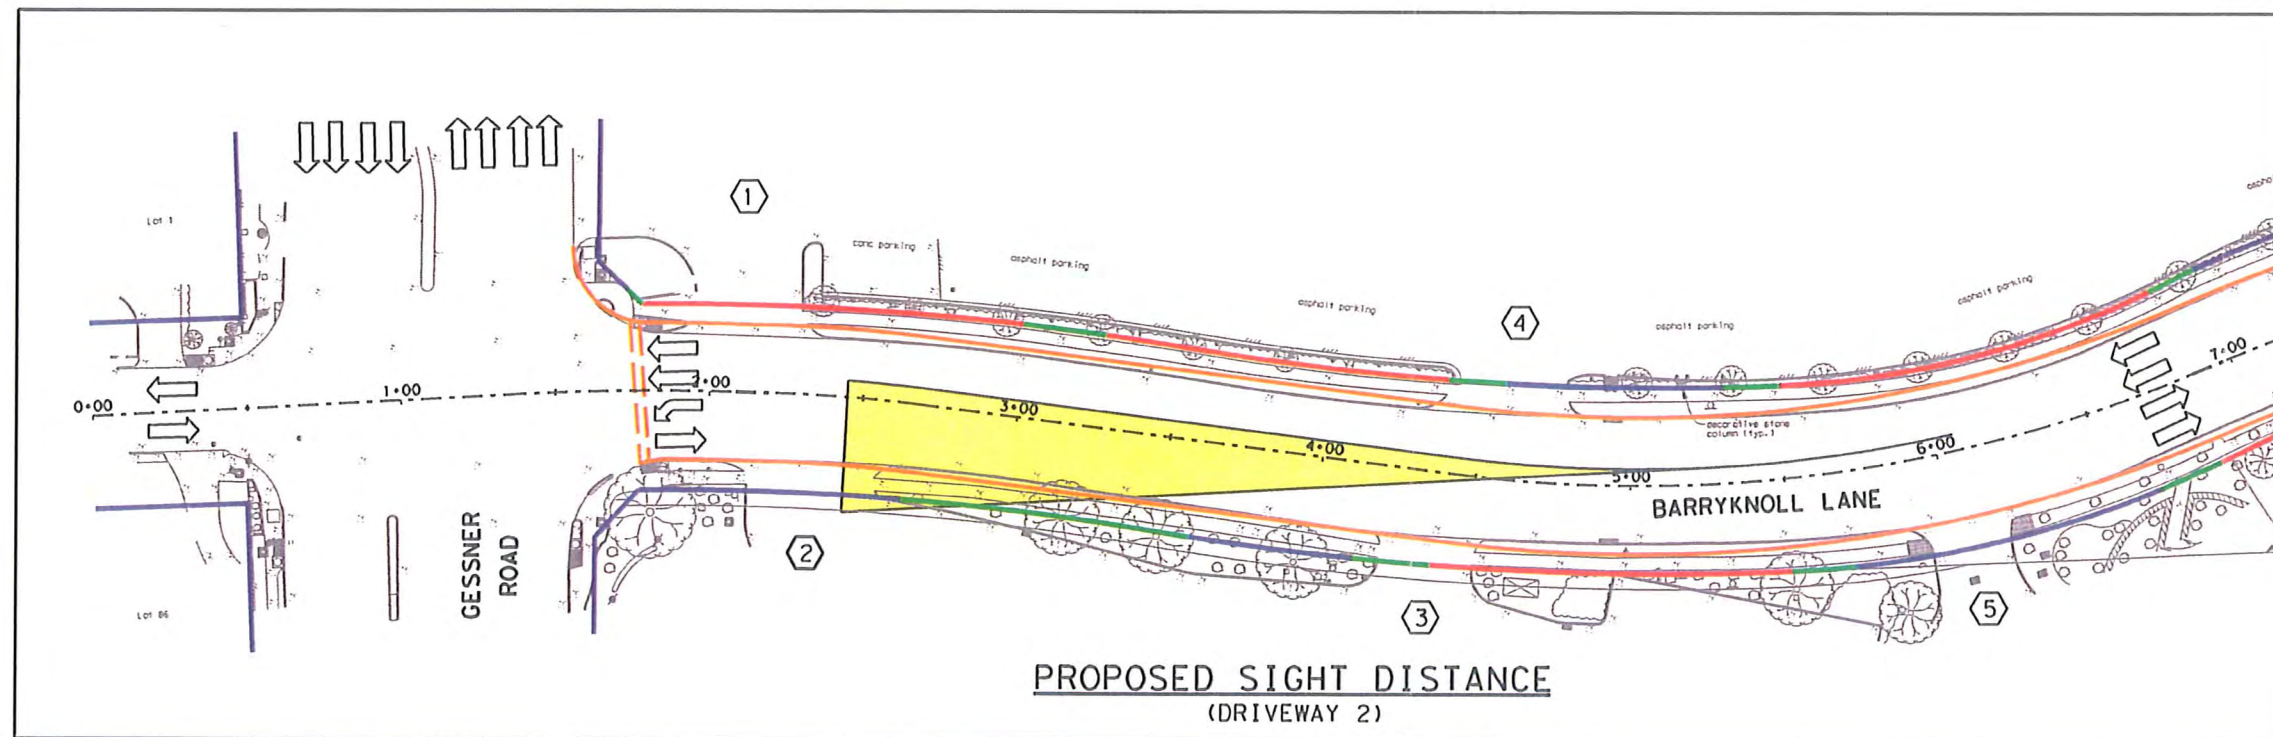 1
Lot 1
conc parking
asphalt parking
asphalt parking
4
asphalt parking
asphalt parking
0+00
1+00
2+00
3+00
4+00
5+00
6+00
7+00
decorative stone
column (typ.)
BARRYKNOLL LANE
GESSNER
ROAD
2
3
5
Lot 86
PROPOSED SIGHT DISTANCE
(DRIVEWAY 2)